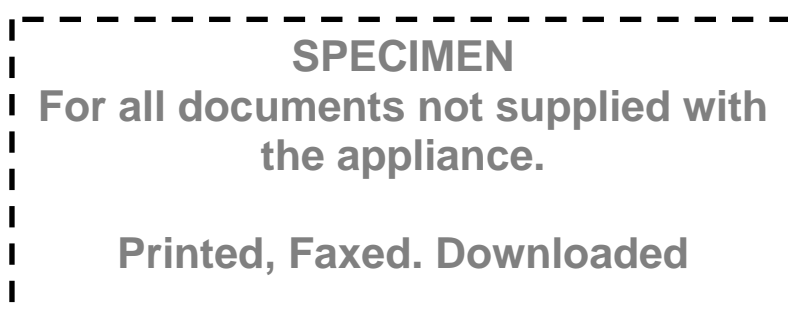 SPECIMEN
For all documents not supplied with
the appliance.
Printed, Faxed. Downloaded